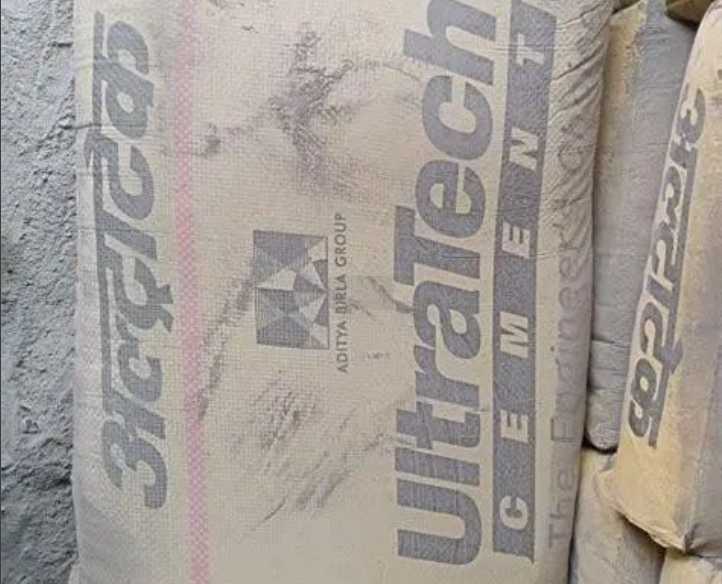 अल्ट्राटेक
ADITYA BIRLA GROUP
UltraTech
CEMENT
The Engineer's
अल्ट्राटेक